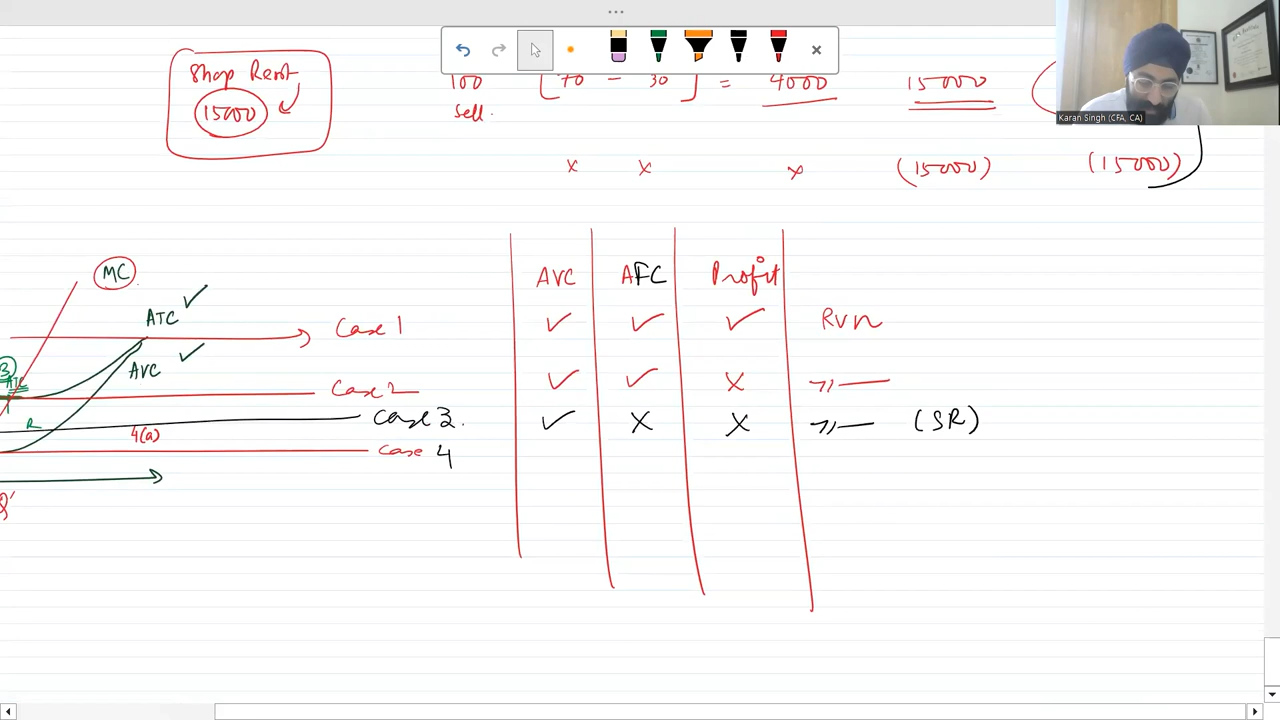 Shop Rent
15000
100 [ 70 - 30 ] = 4000 15000
sell.
x x x (15000) (15000)
Karan Singh (CFA, CA)
MC
ATC ✓
AVC ✓
Case 1
ATC
Case 2
R
Case 3.
4(a)
Case 4
AVC AFC Profit
✓ ✓ ✓ Run
✓ ✓ X —〃—
✓ X X —〃— (SR)